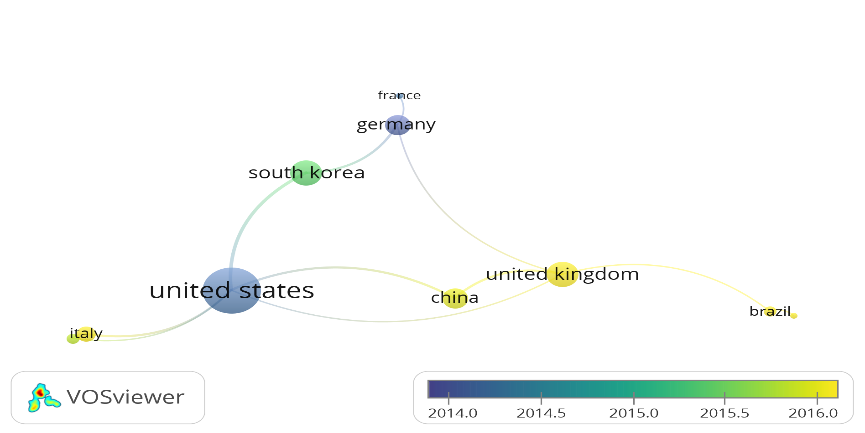 france
germany
south korea
united kingdom
united states
china
brazil
italy
VOSviewer
2014.0 2014.5 2015.0 2015.5 2016.0